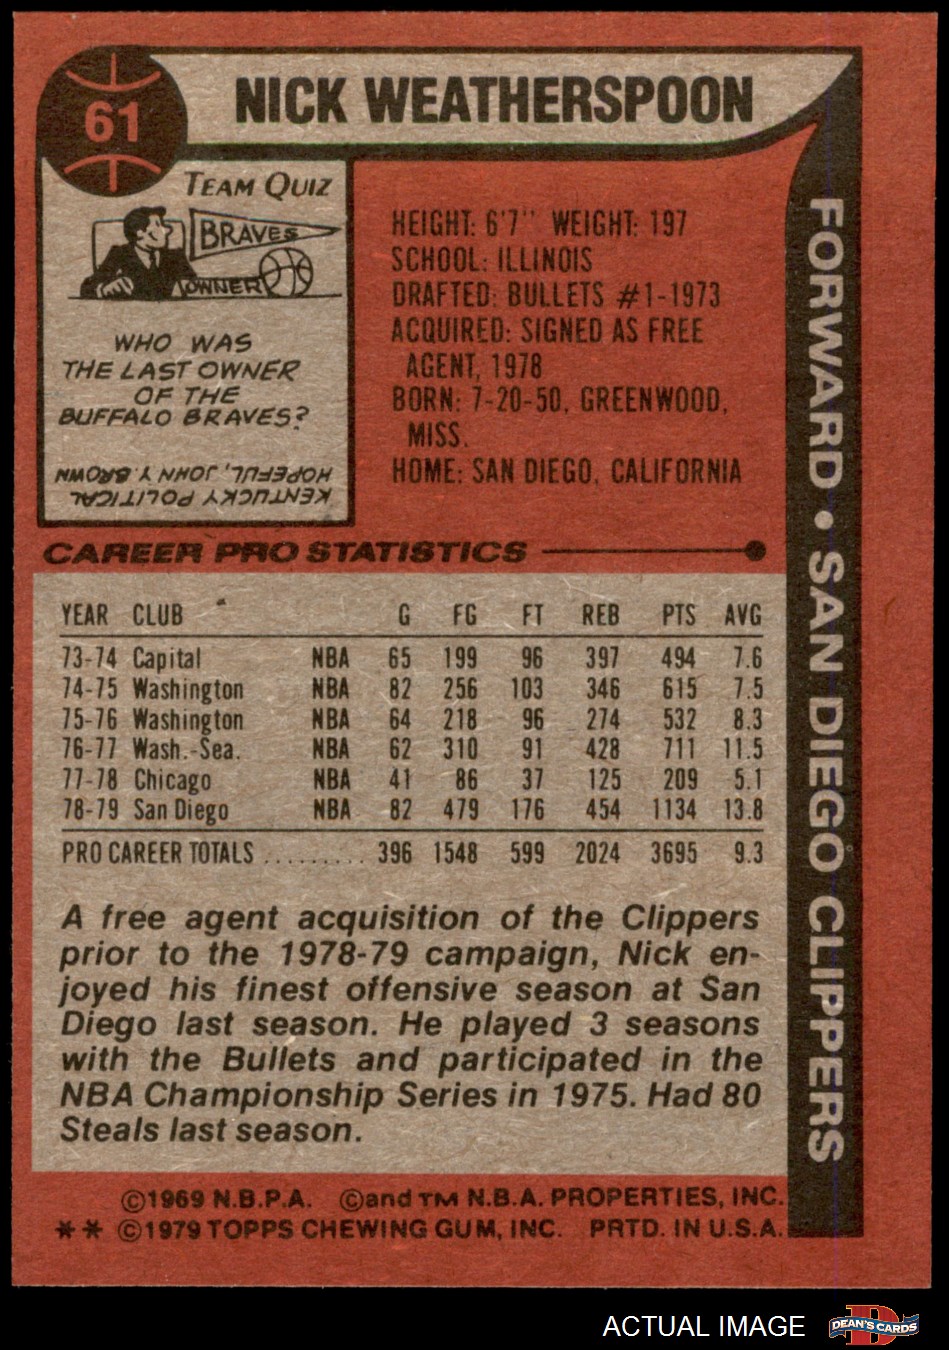 61
NICK WEATHERSPOON
TEAM QUIZ
BRAVES
OWNER
WHO WAS
THE LAST OWNER
OF THE
BUFFALO BRAVES?
KENTUCKY POLITICAL
HOPEFUL, JOHN Y. BROWN
HEIGHT: 6'7" WEIGHT: 197
SCHOOL: ILLINOIS
DRAFTED: BULLETS #1-1973
ACQUIRED: SIGNED AS FREE
AGENT, 1978
BORN: 7-20-50, GREENWOOD,
MISS.
HOME: SAN DIEGO, CALIFORNIA
FORWARD • SAN DIEGO CLIPPERS
CAREER PRO STATISTICS
YEAR CLUB G FG FT REB PTS AVG
73-74 Capital NBA 65 199 96 397 494 7.6
74-75 Washington NBA 82 256 103 346 615 7.5
75-76 Washington NBA 64 218 96 274 532 8.3
76-77 Wash.-Sea. NBA 62 310 91 428 711 11.5
77-78 Chicago NBA 41 86 37 125 209 5.1
78-79 San Diego NBA 82 479 176 454 1134 13.8
PRO CAREER TOTALS ......... 396 1548 599 2024 3695 9.3
A free agent acquisition of the Clippers
prior to the 1978-79 campaign, Nick en-
joyed his finest offensive season at San
Diego last season. He played 3 seasons
with the Bullets and participated in the
NBA Championship Series in 1975. Had 80
Steals last season.
©1969 N.B.P.A. ©and TM N.B.A. PROPERTIES, INC.
** ©1979 TOPPS CHEWING GUM, INC. PRTD. IN U.S.A.
ACTUAL IMAGE
D
DEAN'S CARDS